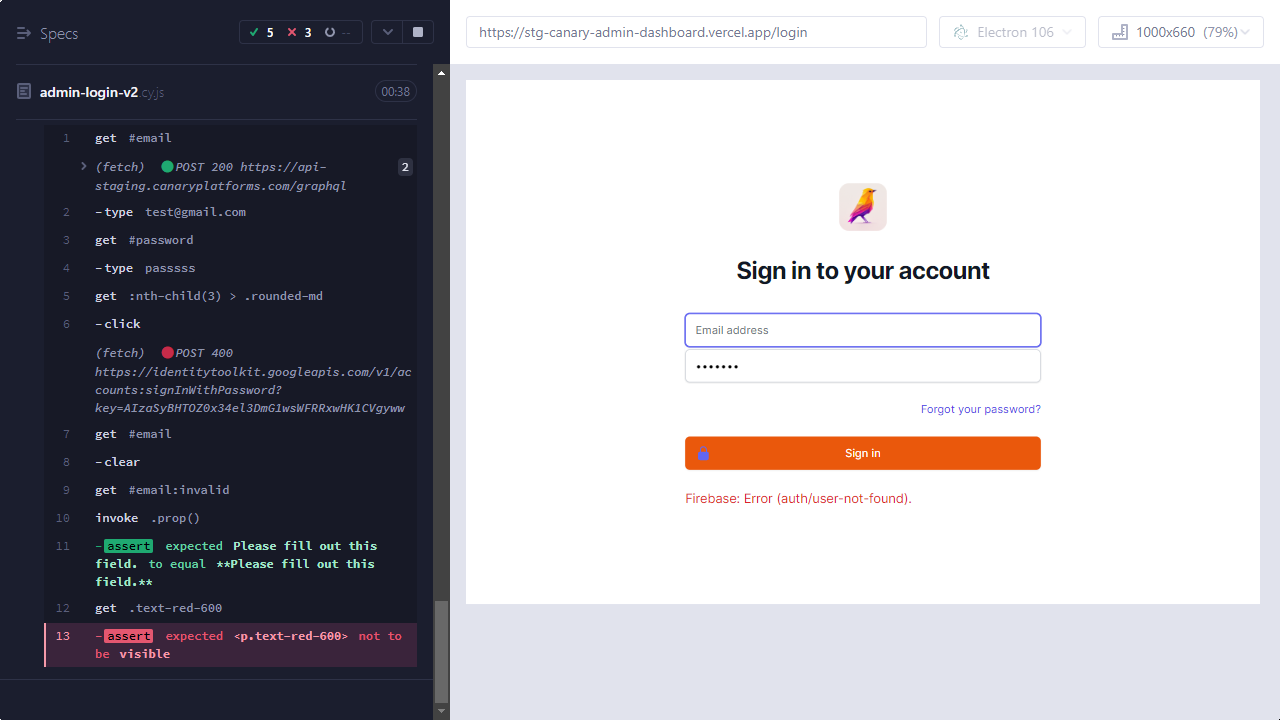 Specs
5
3
--
admin-login-v2.cy.js
00:38
1 get #email
(fetch) POST 200 https://api-
staging.canaryplatforms.com/graphql
2
2 -type test@gmail.com
3 get #password
4 -type passsss
5 get :nth-child(3) > .rounded-md
6 -click
(fetch) POST 400
https://identitytoolkit.googleapis.com/v1/ac
counts:signInWithPassword?
key=AIzaSyBHTOZ0x34el3DmG1wsWFRRxwHK1CVgyww
7 get #email
8 -clear
9 get #email:invalid
10 invoke .prop()
11 -assert expected Please fill out this
field. to equal **Please fill out this
field.**
12 get .text-red-600
13 -assert expected <p.text-red-600> not to
be visible
https://stg-canary-admin-dashboard.vercel.app/login
Electron 106
1000x660 (79%)
Sign in to your account
Email address
•••••••
Forgot your password?
Sign in
Firebase: Error (auth/user-not-found).